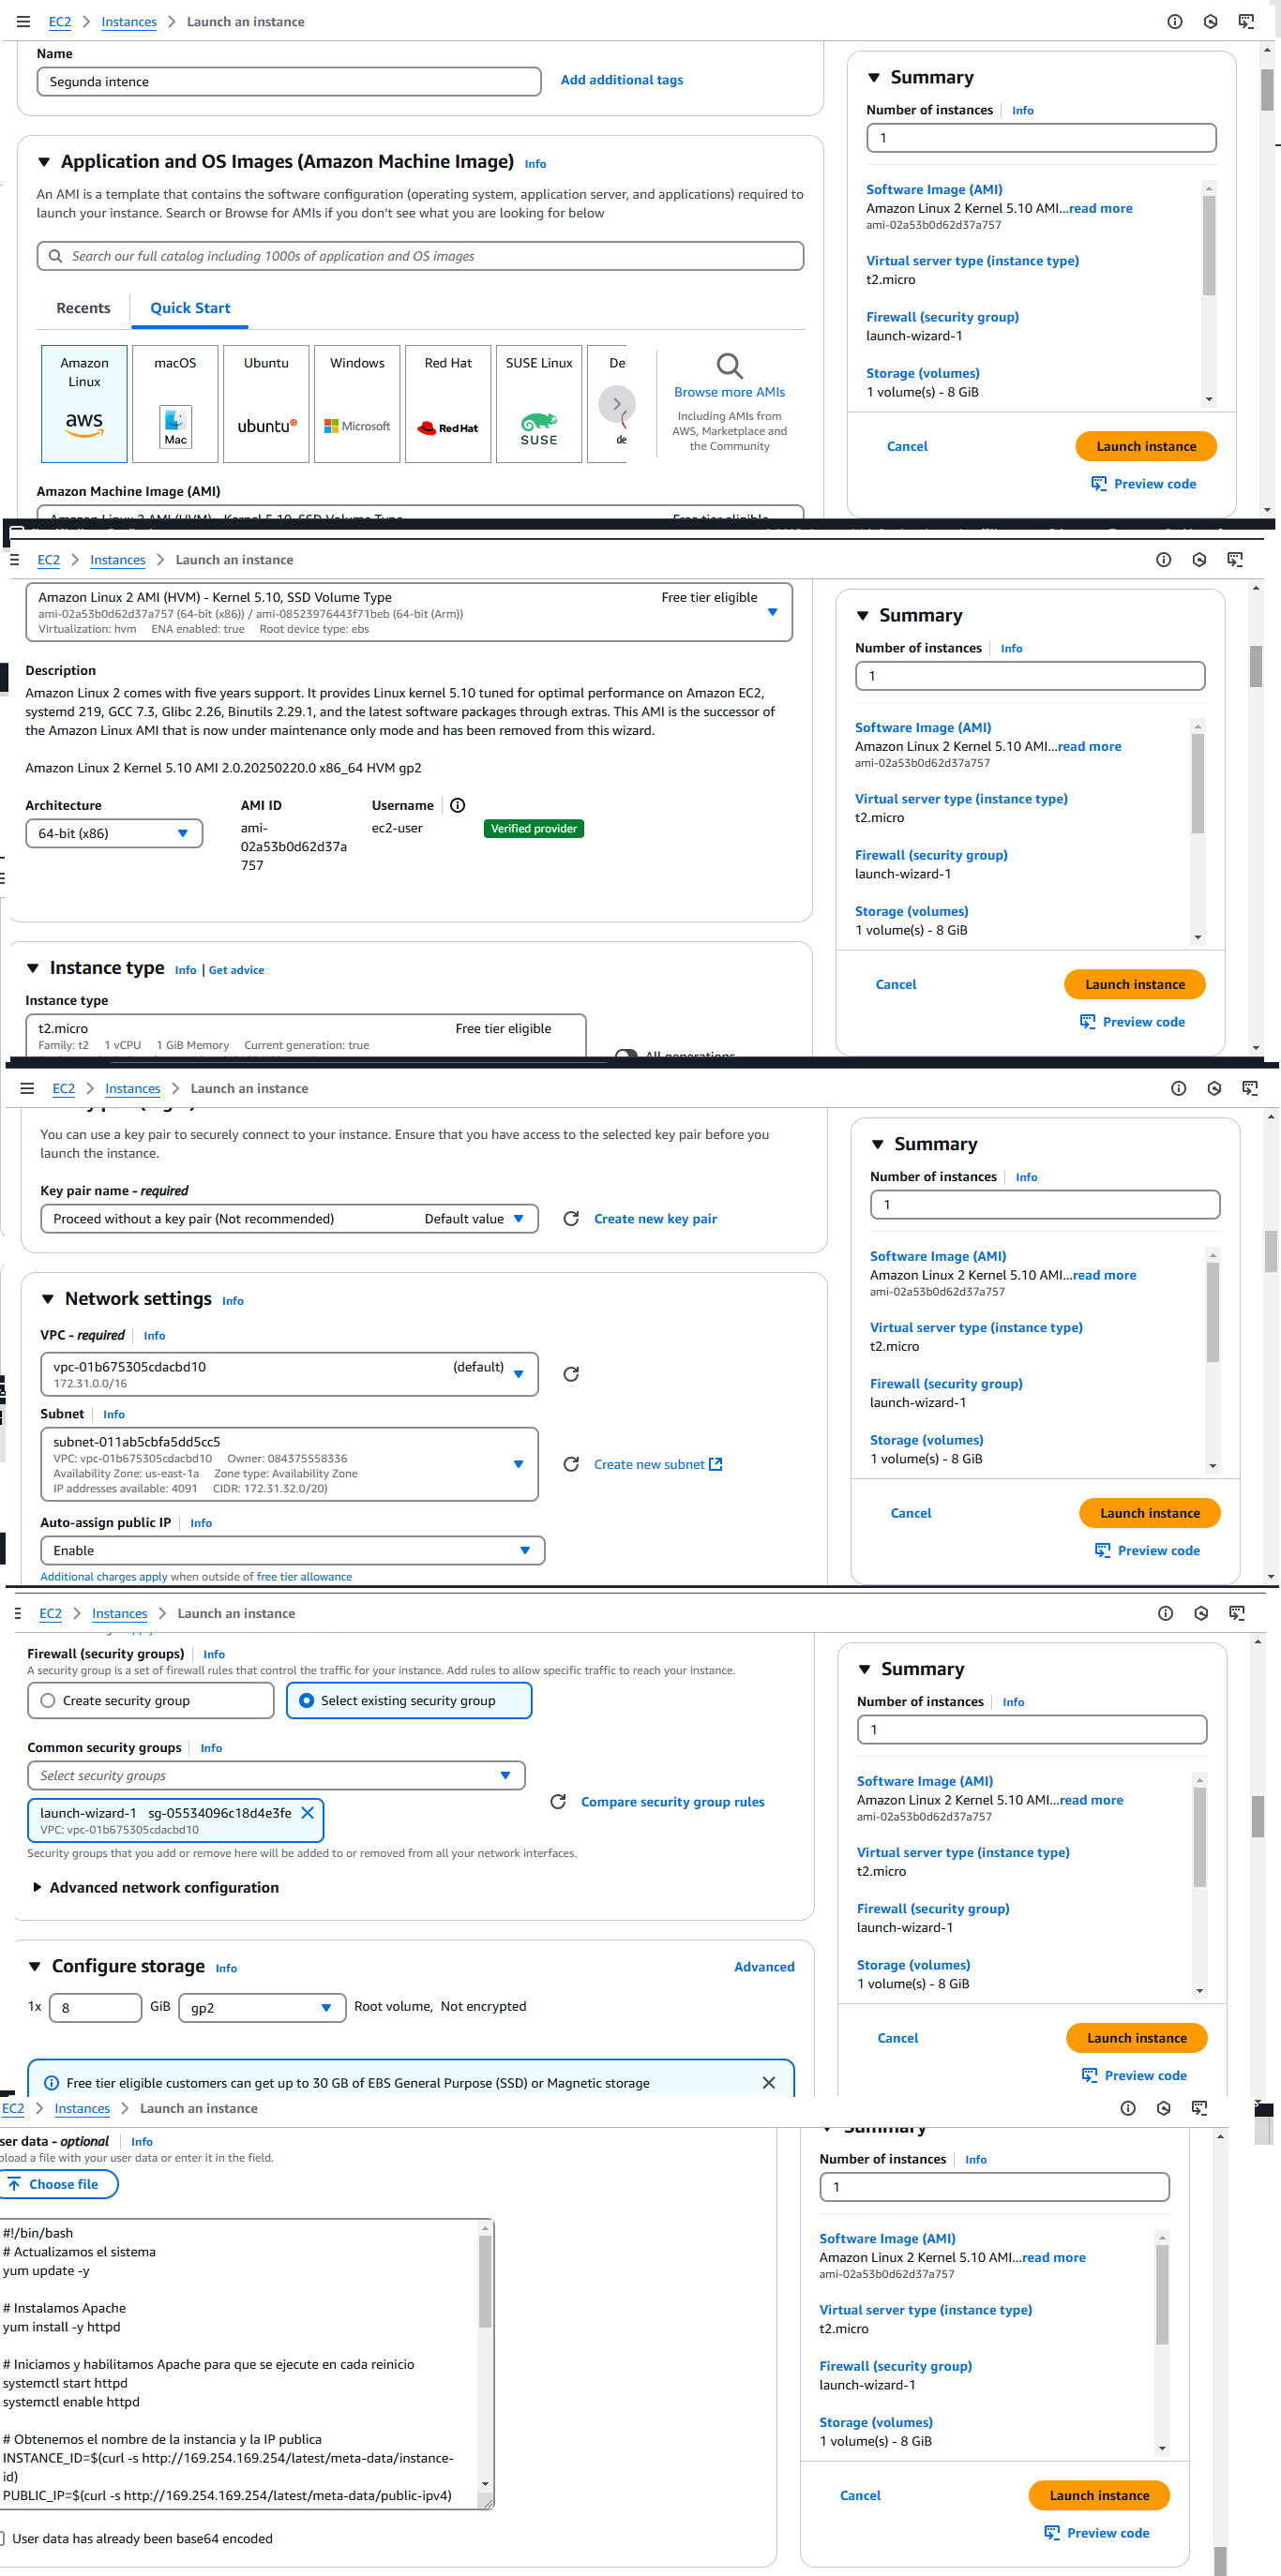 EC2 > Instances > Launch an instance
Name
Segunda intence
Add additional tags
Application and OS Images (Amazon Machine Image) Info
An AMI is a template that contains the software configuration (operating system, application server, and applications) required to
launch your instance. Search or Browse for AMIs if you don't see what you are looking for below
Search our full catalog including 1000s of application and OS images
Recents
Quick Start
Amazon Linux
aws
macOS
Mac
Ubuntu
ubuntu
Windows
Microsoft
Red Hat
Red Hat
SUSE Linux
SUSE
De
de
Browse more AMIs
Including AMIs from
AWS, Marketplace and
the Community
Amazon Machine Image (AMI)
Amazon Linux 2 AMI (HVM) - Kernel 5.10, SSD Volume Type
Free tier eligible
Summary
Number of instances Info
1
Software Image (AMI)
Amazon Linux 2 Kernel 5.10 AMI...read more
ami-02a53b0d62d37a757
Virtual server type (instance type)
t2.micro
Firewall (security group)
launch-wizard-1
Storage (volumes)
1 volume(s) - 8 GiB
Cancel
Launch instance
Preview code
EC2 > Instances > Launch an instance
Amazon Linux 2 AMI (HVM) - Kernel 5.10, SSD Volume Type
Free tier eligible
ami-02a53b0d62d37a757 (64-bit (x86)) / ami-08523976443f71beb (64-bit (Arm))
Virtualization: hvm ENA enabled: true Root device type: ebs
Description
Amazon Linux 2 comes with five years support. It provides Linux kernel 5.10 tuned for optimal performance on Amazon EC2,
systemd 219, GCC 7.3, Glibc 2.26, Binutils 2.29.1, and the latest software packages through extras. This AMI is the successor of
the Amazon Linux AMI that is now under maintenance only mode and has been removed from this wizard.
Amazon Linux 2 Kernel 5.10 AMI 2.0.20250220.0 x86_64 HVM gp2
Architecture
64-bit (x86)
AMI ID
ami-
02a53b0d62d37a
757
Username
ec2-user
Verified provider
Instance type Info | Get advice
Instance type
t2.micro
Free tier eligible
Family: t2 1 vCPU 1 GiB Memory Current generation: true
All generations
Summary
Number of instances Info
1
Software Image (AMI)
Amazon Linux 2 Kernel 5.10 AMI...read more
ami-02a53b0d62d37a757
Virtual server type (instance type)
t2.micro
Firewall (security group)
launch-wizard-1
Storage (volumes)
1 volume(s) - 8 GiB
Cancel
Launch instance
Preview code
EC2 > Instances > Launch an instance
You can use a key pair to securely connect to your instance. Ensure that you have access to the selected key pair before you
launch the instance.
Key pair name - required
Proceed without a key pair (Not recommended)
Default value
Create new key pair
Network settings Info
VPC - required Info
vpc-01b675305cdacbd10
(default)
172.31.0.0/16
Subnet Info
subnet-011ab5cbfa5dd5cc5
VPC: vpc-01b675305cdacbd10 Owner: 084375558336
Availability Zone: us-east-1a Zone type: Availability Zone
IP addresses available: 4091 CIDR: 172.31.32.0/20)
Create new subnet
Auto-assign public IP Info
Enable
Additional charges apply when outside of free tier allowance
Summary
Number of instances Info
1
Software Image (AMI)
Amazon Linux 2 Kernel 5.10 AMI...read more
ami-02a53b0d62d37a757
Virtual server type (instance type)
t2.micro
Firewall (security group)
launch-wizard-1
Storage (volumes)
1 volume(s) - 8 GiB
Cancel
Launch instance
Preview code
EC2 > Instances > Launch an instance
Firewall (security groups) Info
A security group is a set of firewall rules that control the traffic for your instance. Add rules to allow specific traffic to reach your instance.
Create security group
Select existing security group
Common security groups Info
Select security groups
launch-wizard-1 sg-05534096c18d4e3fe
VPC: vpc-01b675305cdacbd10
Compare security group rules
Security groups that you add or remove here will be added to or removed from all your network interfaces.
Advanced network configuration
Configure storage Info
Advanced
1x 8 GiB gp2 Root volume, Not encrypted
Free tier eligible customers can get up to 30 GB of EBS General Purpose (SSD) or Magnetic storage
Summary
Number of instances Info
1
Software Image (AMI)
Amazon Linux 2 Kernel 5.10 AMI...read more
ami-02a53b0d62d37a757
Virtual server type (instance type)
t2.micro
Firewall (security group)
launch-wizard-1
Storage (volumes)
1 volume(s) - 8 GiB
Cancel
Launch instance
Preview code
EC2 > Instances > Launch an instance
ser data - optional Info
pload a file with your user data or enter it in the field.
Choose file
#!/bin/bash
# Actualizamos el sistema
yum update -y
# Instalamos Apache
yum install -y httpd
# Iniciamos y habilitamos Apache para que se ejecute en cada reinicio
systemctl start httpd
systemctl enable httpd
# Obtenemos el nombre de la instancia y la IP publica
INSTANCE_ID=$(curl -s http://169.254.169.254/latest/meta-data/instance-
id)
PUBLIC_IP=$(curl -s http://169.254.169.254/latest/meta-data/public-ipv4)
User data has already been base64 encoded
Summary
Number of instances Info
1
Software Image (AMI)
Amazon Linux 2 Kernel 5.10 AMI...read more
ami-02a53b0d62d37a757
Virtual server type (instance type)
t2.micro
Firewall (security group)
launch-wizard-1
Storage (volumes)
1 volume(s) - 8 GiB
Cancel
Launch instance
Preview code